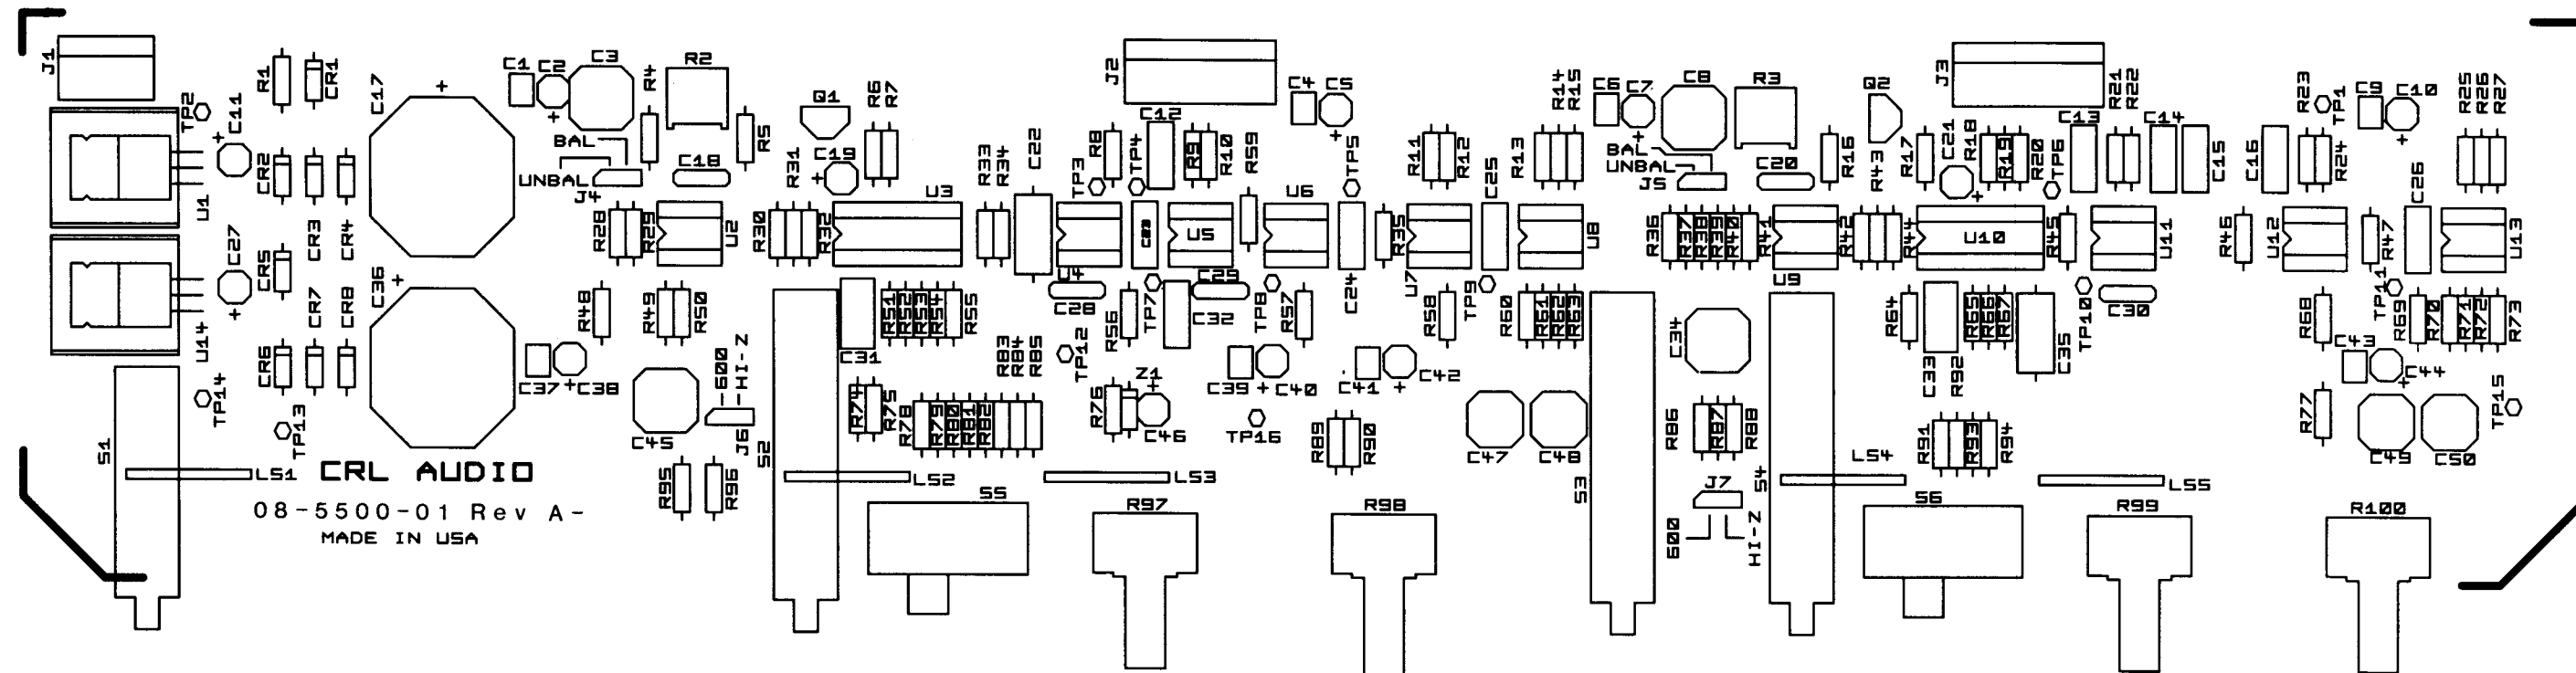 J1
TP2
C11
R1
CR1
C17
+
C1
C2
C3
R4
R2
R5
BAL
UNBAL
J4
C18
Q1
R6
R7
R31
C19
+
R33
R34
C22
J2
TP3
R8
TP4
C12
R9
R10
R59
C4
C5
TP5
R11
R12
C25
R13
R14
R15
C6
C7
C8
R3
BAL
UNBAL
J5
C20
R16
Q2
R43
R17
C21
R18
R19
R20
TP6
J3
C13
R21
R22
C14
C15
C16
R23
TP1
R24
C9
C10
C26
R25
R26
R27
U1
CR2
CR3
CR4
R28
R29
U2
R30
R32
U3
U4
C23
U5
U6
C24
R35
U7
U8
R36
R37
R38
R39
R40
R41
U9
R42
R44
U10
R45
U11
R46
U12
R47
U13
C27
+
CR5
CR7
CR8
C36
+
U14
CR6
R48
R49
R50
C31
R51
R52
R53
R54
R55
C28
R56
TP7
C32
C29
TP8
R57
R58
TP9
R60
R61
R62
R63
C34
R64
C33
R92
R65
R66
R67
C35
TP10
C30
R68
TP11
R69
R70
R71
R72
R73
TP14
TP13
C37
+
C38
C45
600
HI-Z
J6
R74
R75
R78
R79
R80
R81
R82
R83
R84
R85
TP12
R76
Z1
+
C46
C39
+
C40
TP16
C41
+
C42
R89
R90
C47
C48
R86
R87
R88
R91
R93
R94
C43
C44
+
R77
C49
C50
TP15
S1
LS1
CRL AUDIO
08-5500-01 Rev A-
MADE IN USA
R95
R96
S2
LS2
S5
LS3
R97
R98
S3
J7
600
HI-Z
S4
LS4
S6
LS5
R99
R100